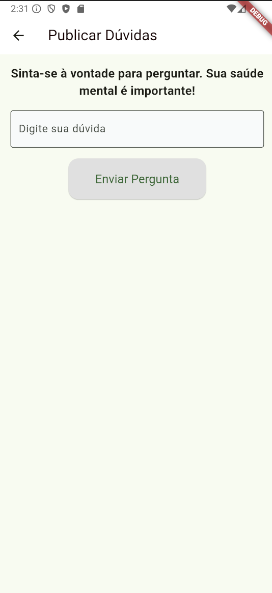 2:31
DEBUG
Publicar Dúvidas
Sinta-se à vontade para perguntar. Sua saúde
mental é importante!
Digite sua dúvida
Enviar Pergunta